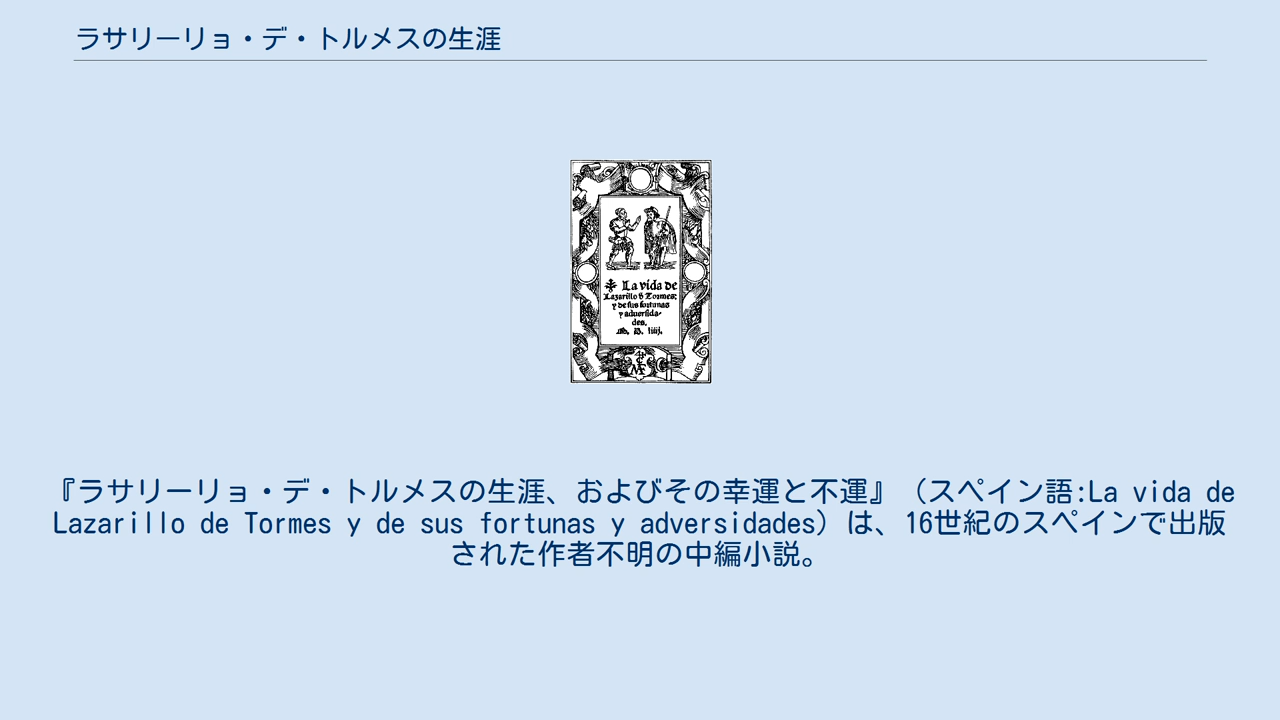 ラサリーリョ・デ・トルメスの生涯
La vida de
Lazarillo de Tormes:
y de sus fortunas
y aduersida-
des.
『ラサリーリョ・デ・トルメスの生涯、およびその幸運と不運』（スペイン語:La vida de
Lazarillo de Tormes y de sus fortunas y adversidades）は、16世紀のスペインで出版
された作者不明の中編小説。